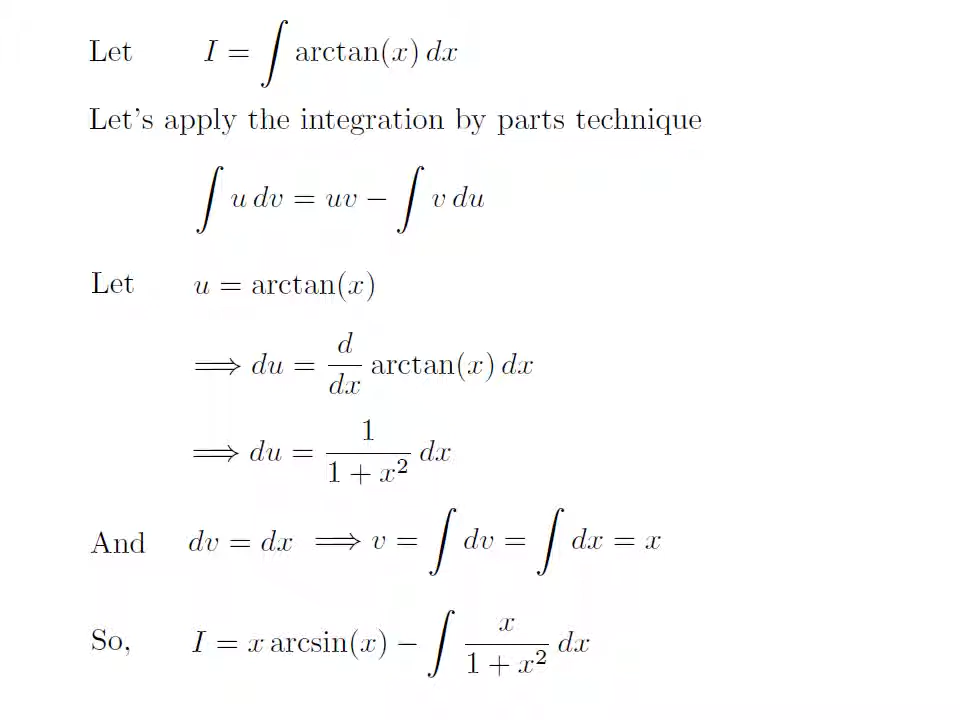 Let I = ∫ arctan(x) dx
Let's apply the integration by parts technique
∫ u dv = uv − ∫ v du
Let u = arctan(x)
⟹ du = d/dx arctan(x) dx
⟹ du = 1/(1 + x²) dx
And dv = dx ⟹ v = ∫ dv = ∫ dx = x
So, I = x arcsin(x) − ∫ x/(1 + x²) dx